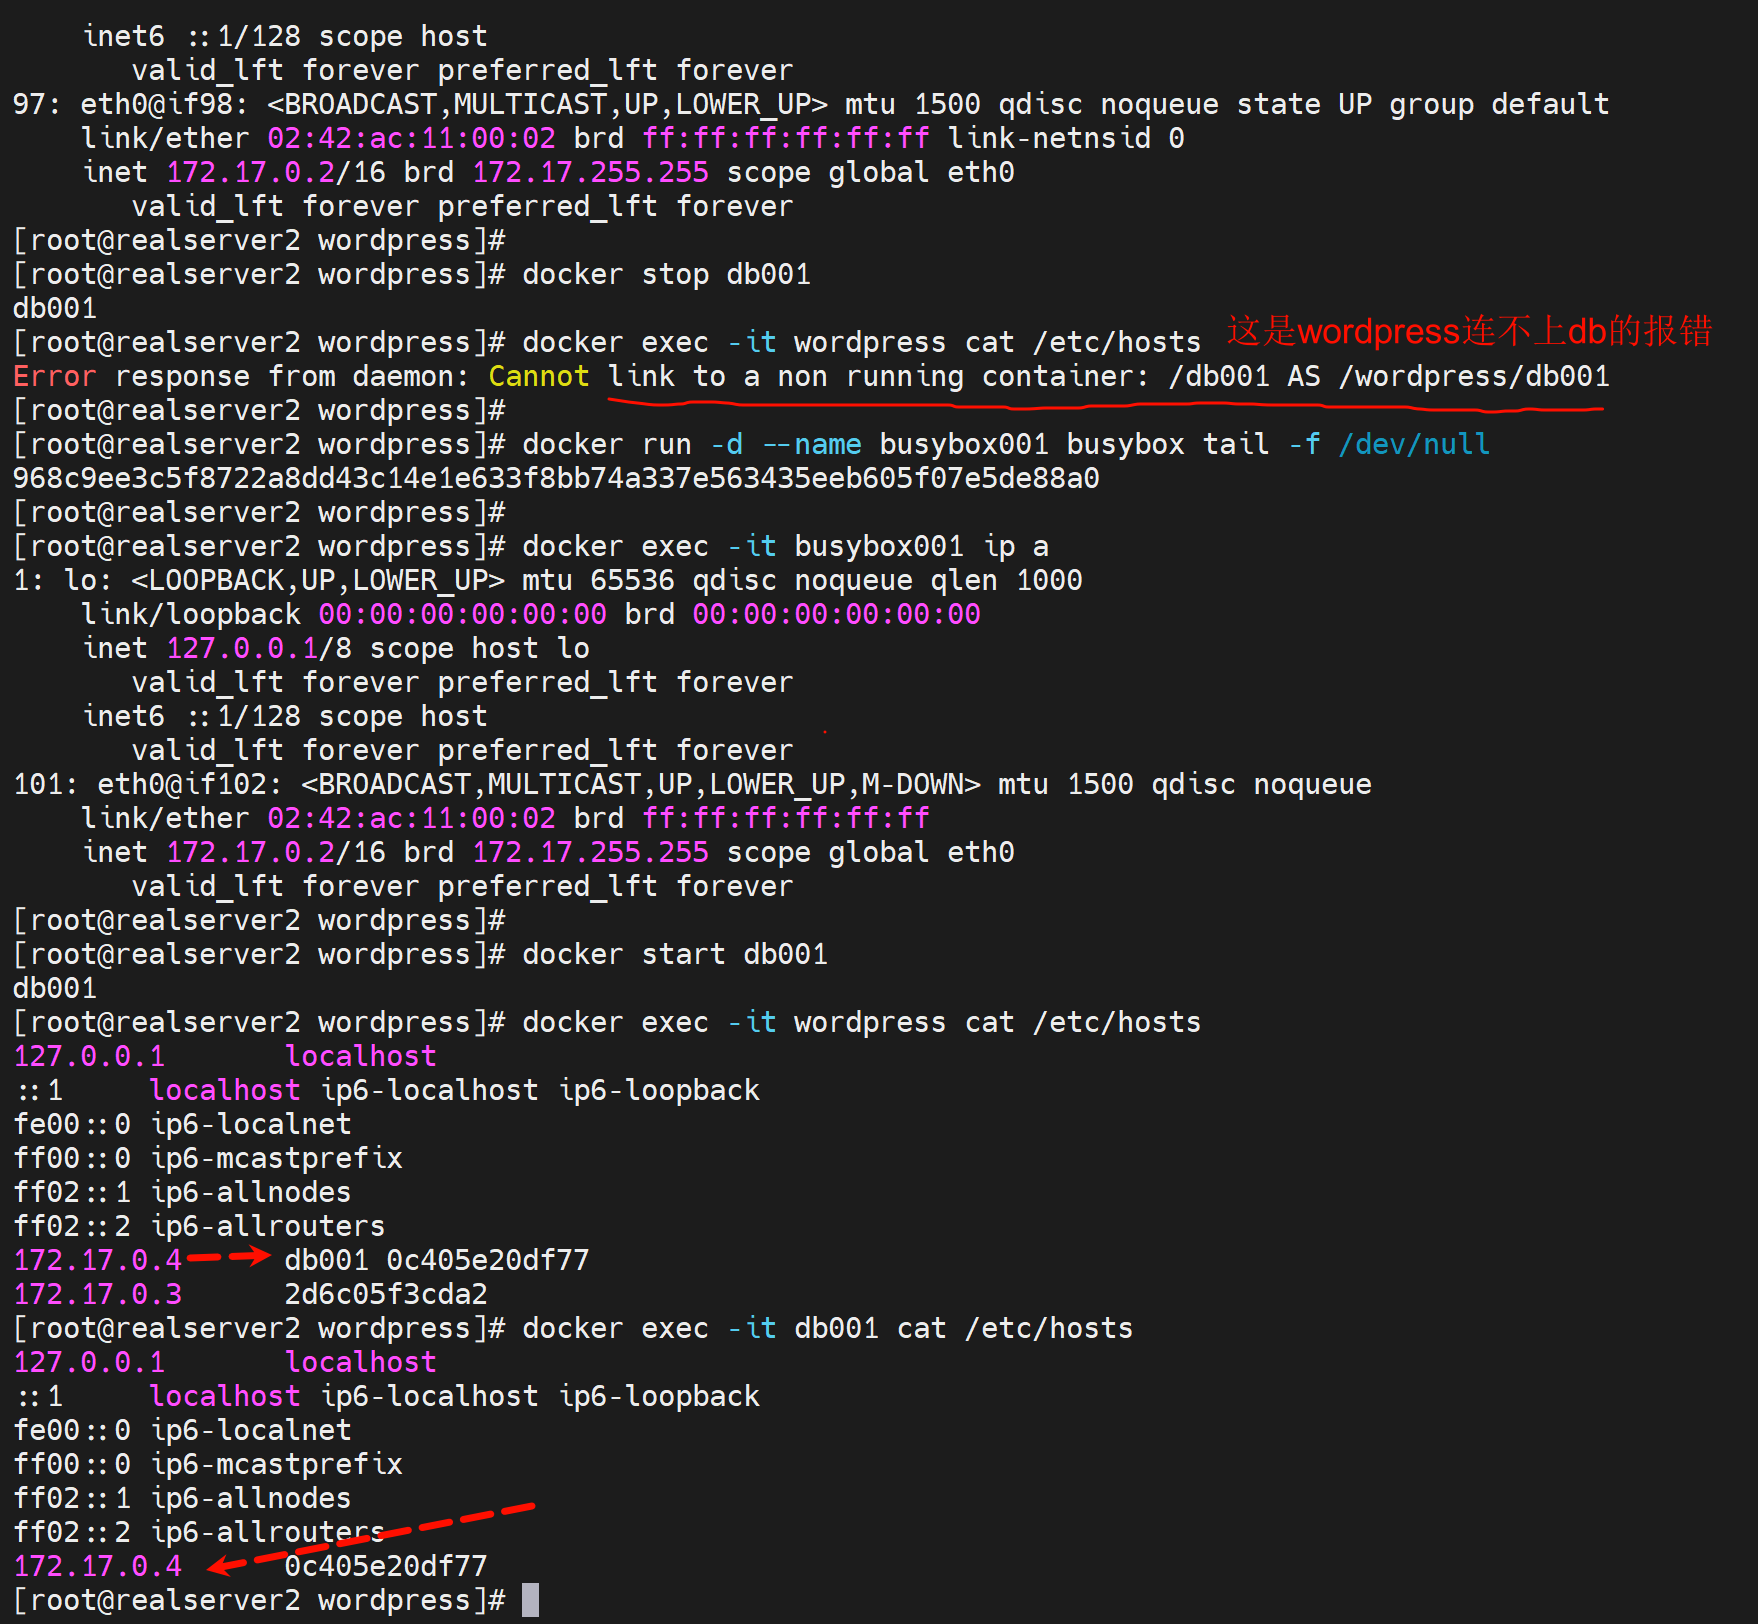 inet6 ::1/128 scope host
valid_lft forever preferred_lft forever
97: eth0@if98: <BROADCAST,MULTICAST,UP,LOWER_UP> mtu 1500 qdisc noqueue state UP group default
link/ether 02:42:ac:11:00:02 brd ff:ff:ff:ff:ff:ff link-netnsid 0
inet 172.17.0.2/16 brd 172.17.255.255 scope global eth0
valid_lft forever preferred_lft forever
[root@realserver2 wordpress]#
[root@realserver2 wordpress]# docker stop db001
db001
[root@realserver2 wordpress]# docker exec -it wordpress cat /etc/hosts 这是wordpress连不上db的报错
Error response from daemon: Cannot link to a non running container: /db001 AS /wordpress/db001
[root@realserver2 wordpress]#
[root@realserver2 wordpress]# docker run -d --name busybox001 busybox tail -f /dev/null
968c9ee3c5f8722a8dd43c14e1e633f8bb74a337e563435eeb605f07e5de88a0
[root@realserver2 wordpress]#
[root@realserver2 wordpress]# docker exec -it busybox001 ip a
1: lo: <LOOPBACK,UP,LOWER_UP> mtu 65536 qdisc noqueue qlen 1000
link/loopback 00:00:00:00:00:00 brd 00:00:00:00:00:00
inet 127.0.0.1/8 scope host lo
valid_lft forever preferred_lft forever
inet6 ::1/128 scope host
valid_lft forever preferred_lft forever
101: eth0@if102: <BROADCAST,MULTICAST,UP,LOWER_UP,M-DOWN> mtu 1500 qdisc noqueue
link/ether 02:42:ac:11:00:02 brd ff:ff:ff:ff:ff:ff
inet 172.17.0.2/16 brd 172.17.255.255 scope global eth0
valid_lft forever preferred_lft forever
[root@realserver2 wordpress]#
[root@realserver2 wordpress]# docker start db001
db001
[root@realserver2 wordpress]# docker exec -it wordpress cat /etc/hosts
127.0.0.1 localhost
::1 localhost ip6-localhost ip6-loopback
fe00::0 ip6-localnet
ff00::0 ip6-mcastprefix
ff02::1 ip6-allnodes
ff02::2 ip6-allrouters
172.17.0.4 db001 0c405e20df77
172.17.0.3 2d6c05f3cda2
[root@realserver2 wordpress]# docker exec -it db001 cat /etc/hosts
127.0.0.1 localhost
::1 localhost ip6-localhost ip6-loopback
fe00::0 ip6-localnet
ff00::0 ip6-mcastprefix
ff02::1 ip6-allnodes
ff02::2 ip6-allrouters
172.17.0.4 0c405e20df77
[root@realserver2 wordpress]#